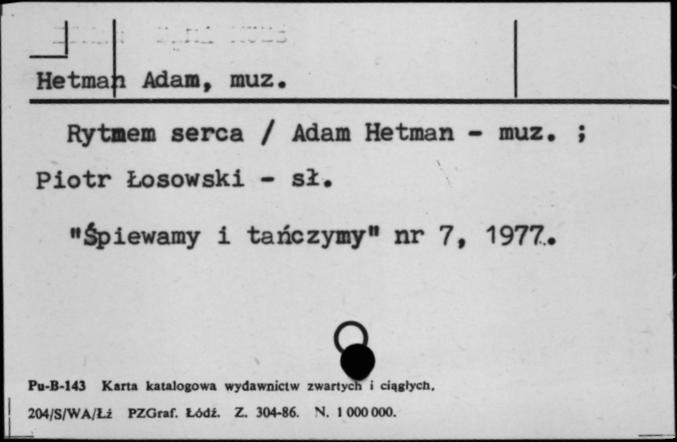 Hetman Adam, muz.
Rytmem serca / Adam Hetman - muz. ;
Piotr Łosowski - sł.
"Śpiewamy i tańczymy" nr 7, 1977.
Pu-B-143 Karta katalogowa wydawnictw zwartych i ciągłych,
204/S/WA/Łż PZGraf. Łódź. Z. 304-86. N. 1 000 000.